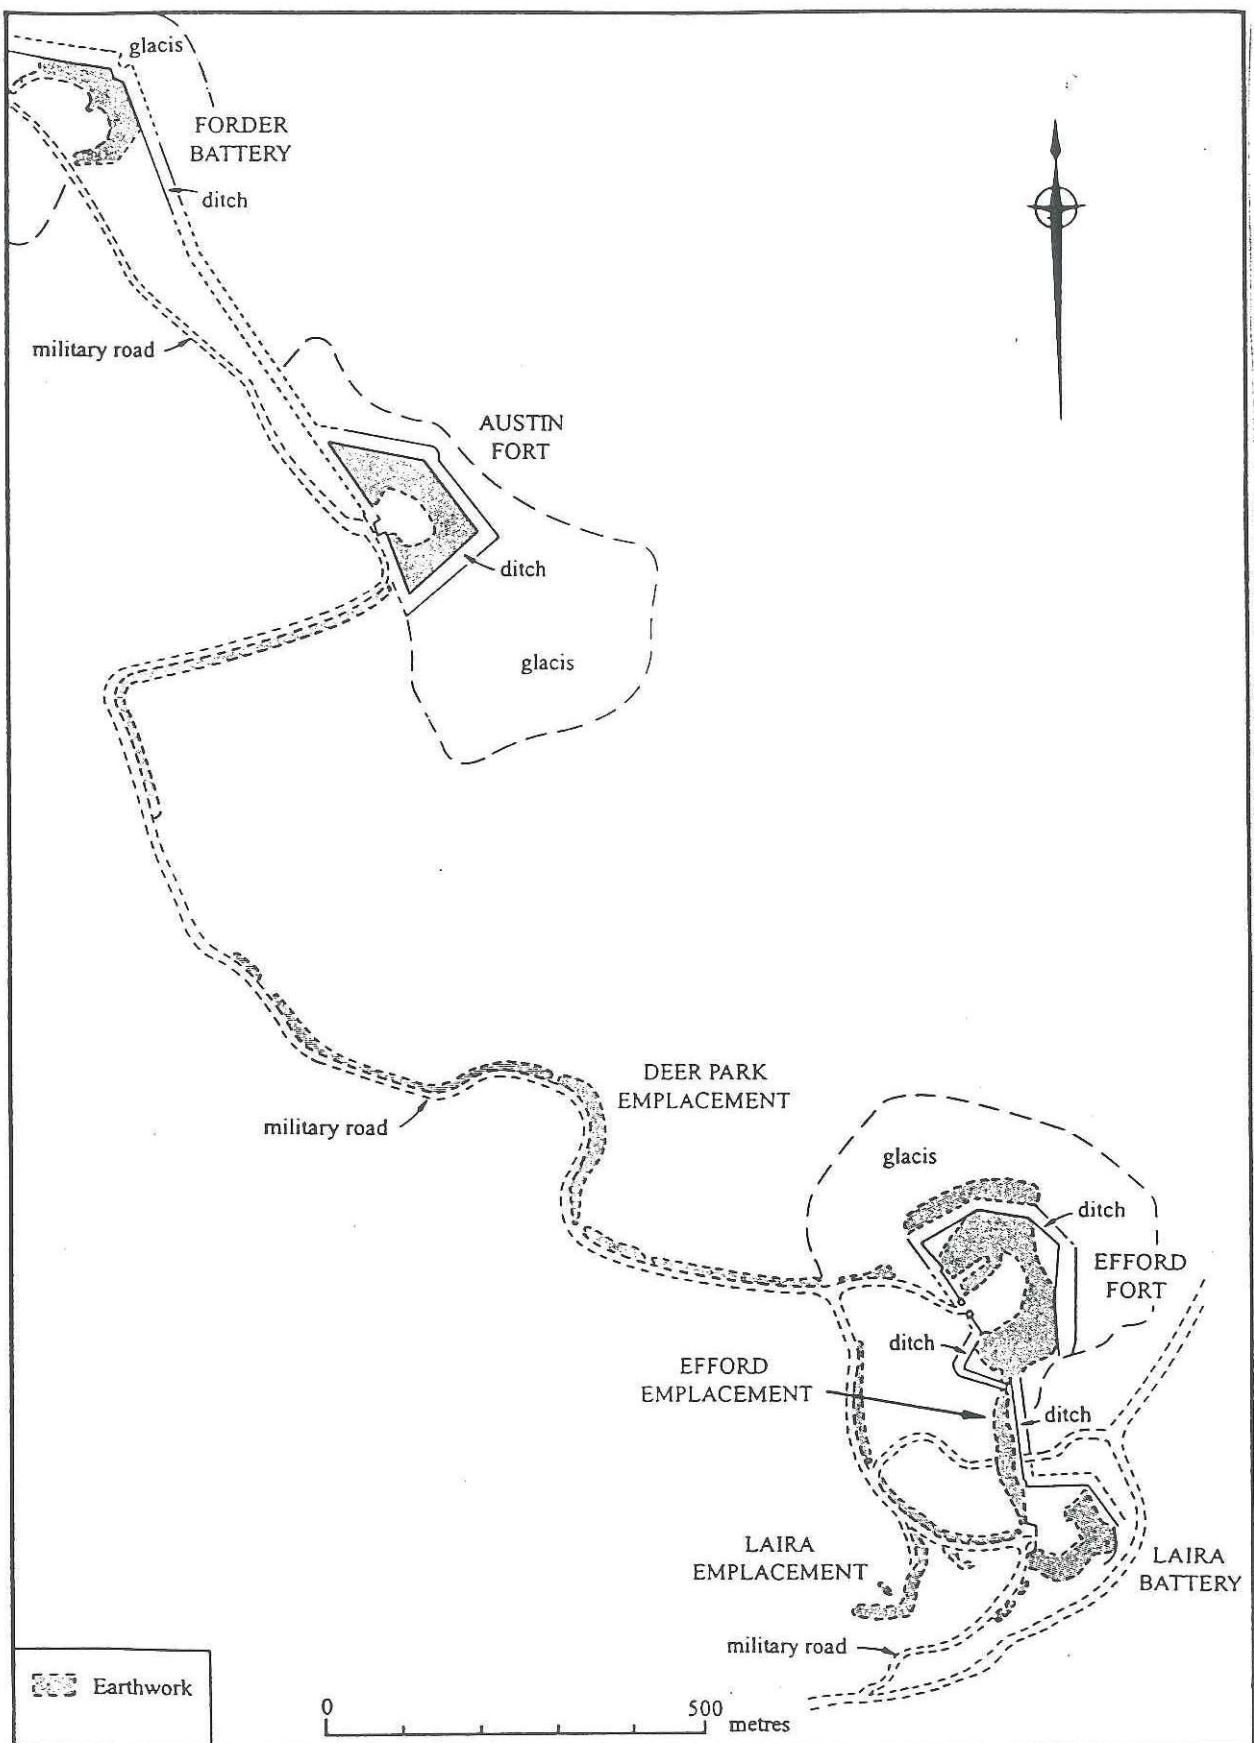 glacis
FORDER
BATTERY
ditch
military road
AUSTIN
FORT
ditch
glacis
DEER PARK
EMPLACEMENT
military road
glacis
ditch
EFFORD
FORT
ditch
EFFORD
EMPLACEMENT
ditch
LAIRA
EMPLACEMENT
LAIRA
BATTERY
military road
Earthwork
0
500
metres